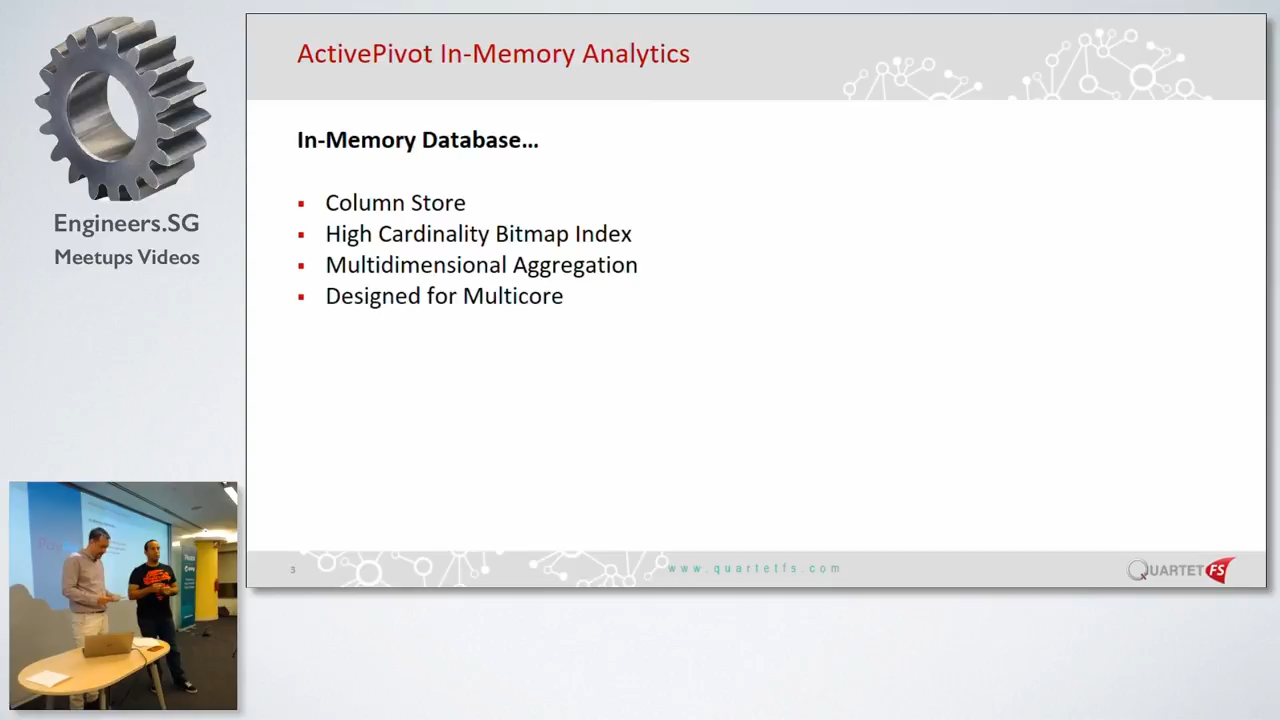 ActivePivot In-Memory Analytics
In-Memory Database…
▪ Column Store
▪ High Cardinality Bitmap Index
▪ Multidimensional Aggregation
▪ Designed for Multicore
Engineers.SG
Meetups Videos
3
www.quartetfs.com
QUARTET FS